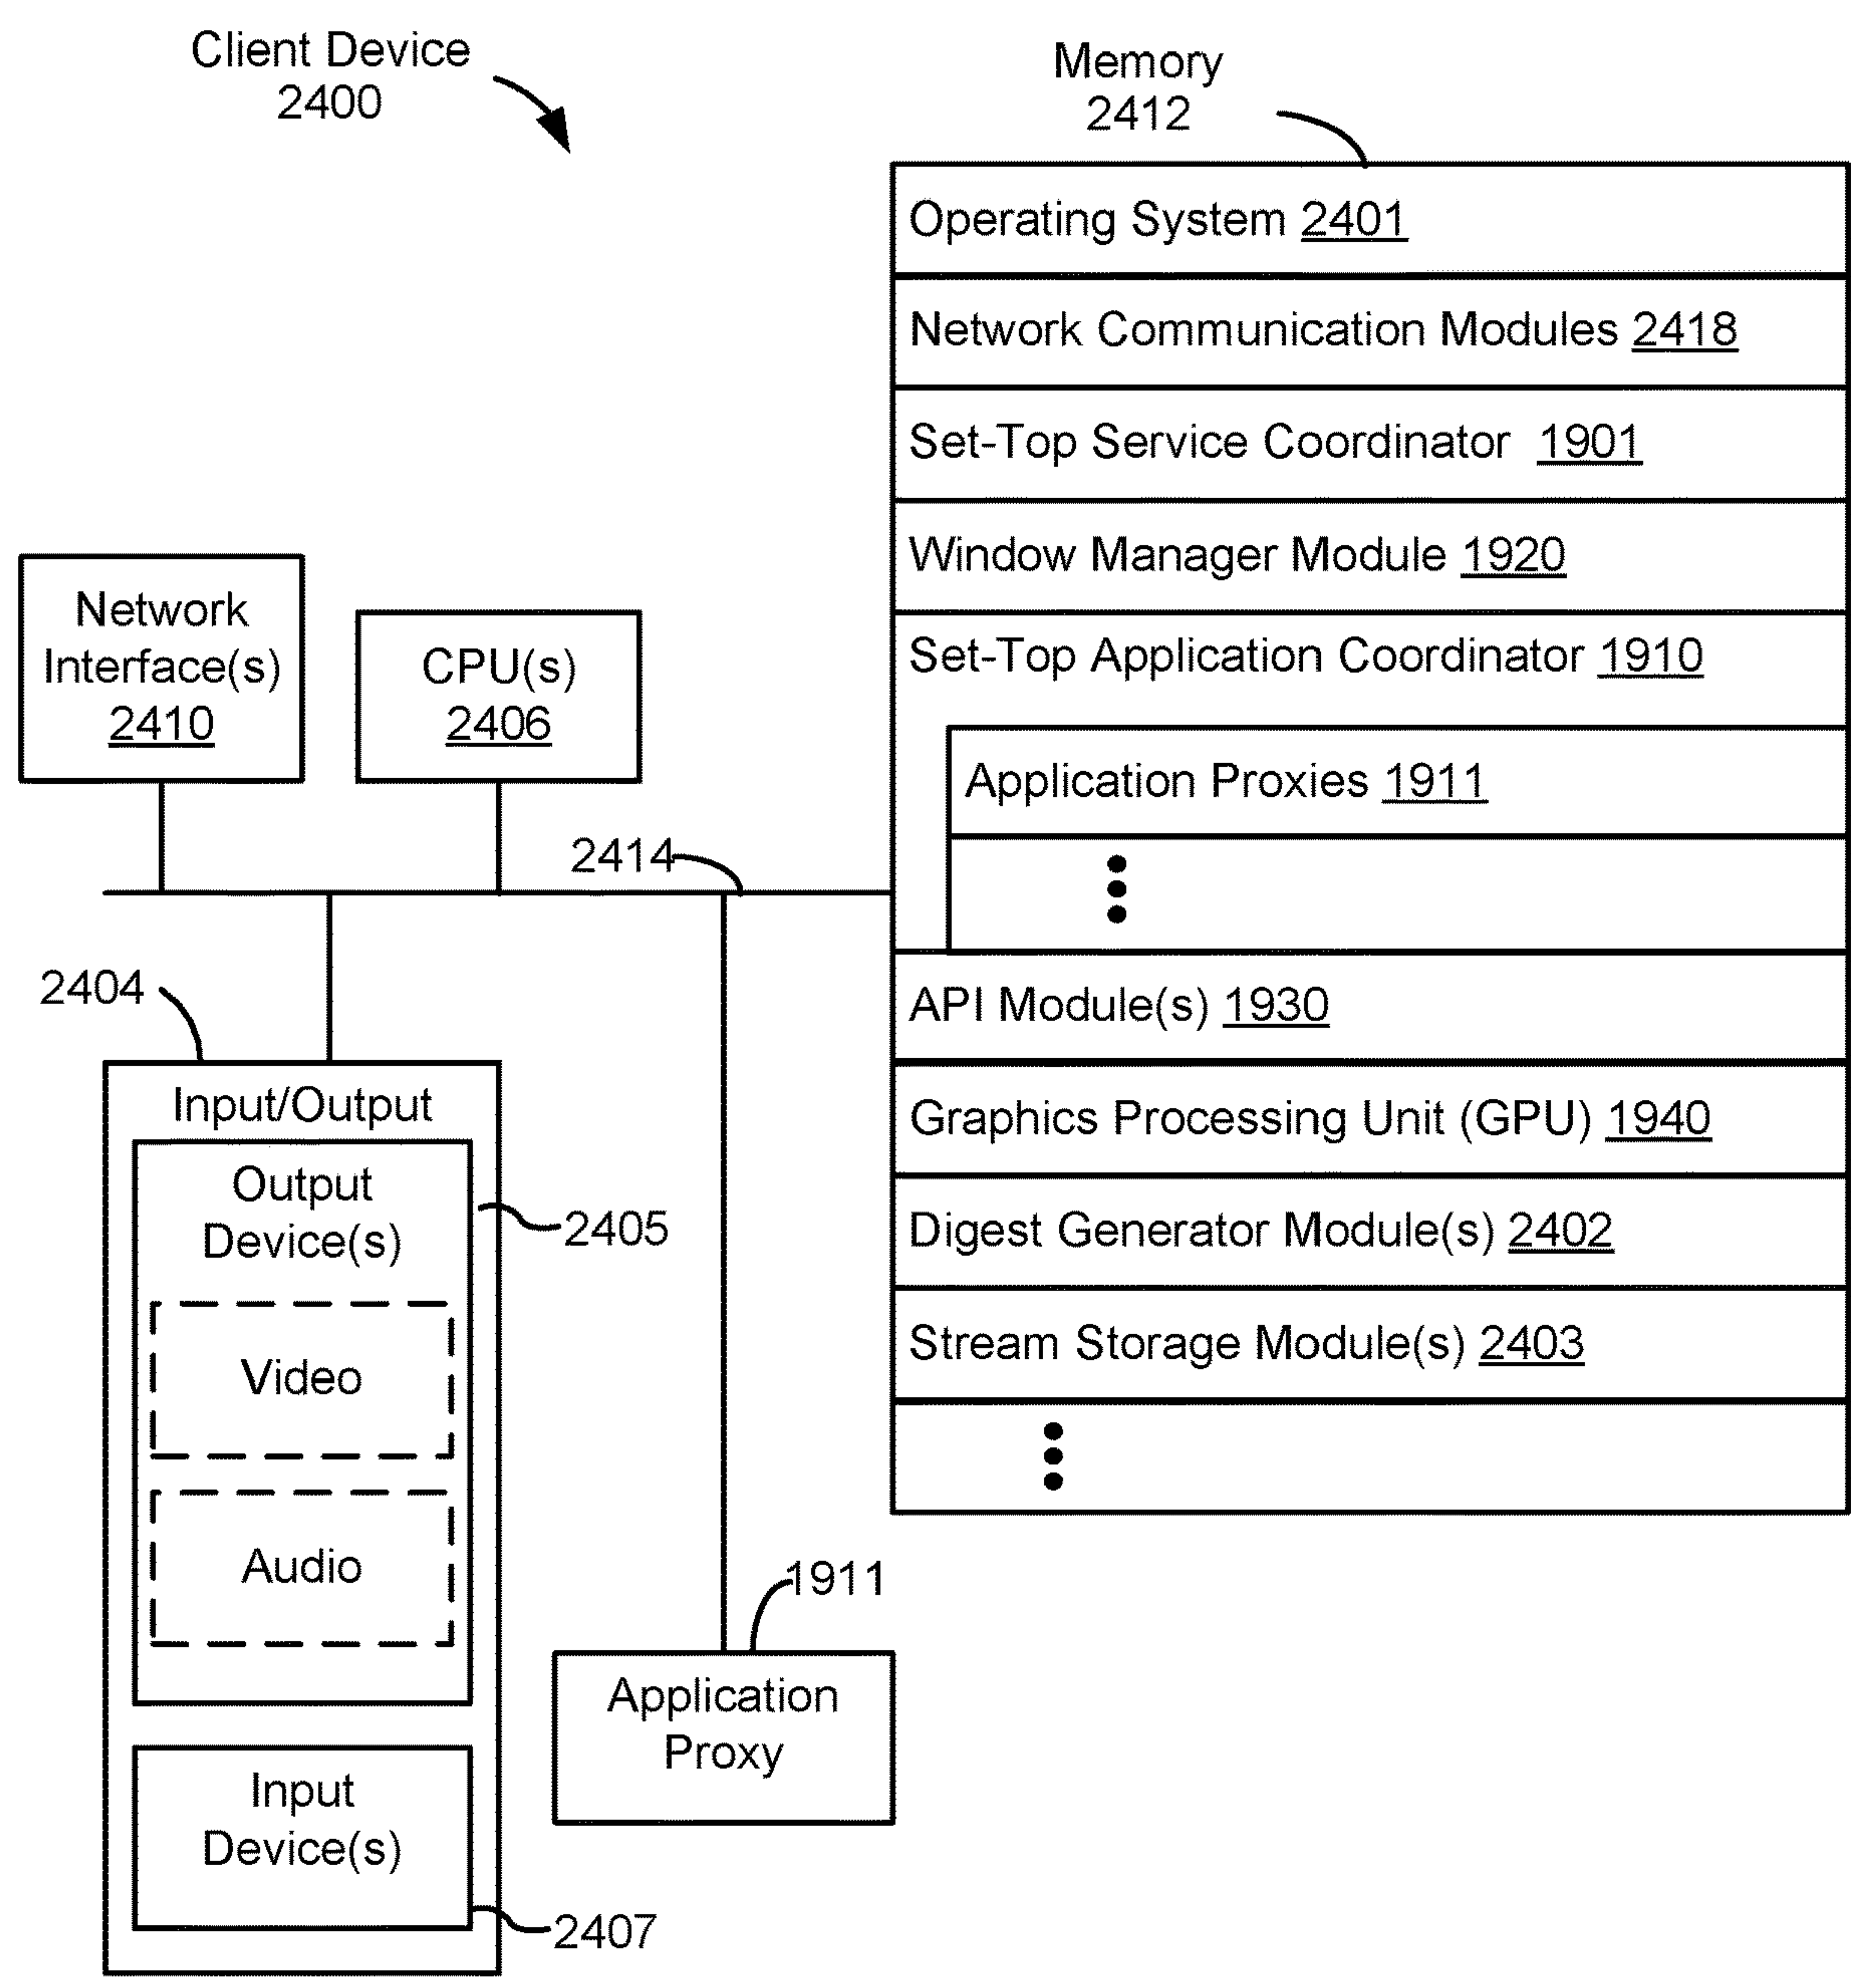 Client Device
2400
Memory
2412
Operating System 2401
Network Communication Modules 2418
Set-Top Service Coordinator 1901
Window Manager Module 1920
Set-Top Application Coordinator 1910
Application Proxies 1911
API Module(s) 1930
Graphics Processing Unit (GPU) 1940
Digest Generator Module(s) 2402
Stream Storage Module(s) 2403
Network
Interface(s)
2410
CPU(s)
2406
2414
2404
Input/Output
Output
Device(s)
2405
Video
Audio
Input
Device(s)
2407
1911
Application
Proxy